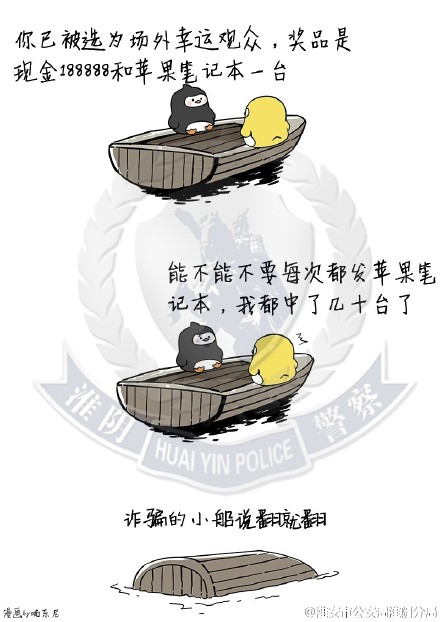 你已被选为场外幸运观众，奖品是
现金188888和苹果笔记本一台
能不能不要每次都发苹果笔
记本，我都中了几十台了
淮阴
HUAI YIN POLICE
警察
诈骗的小船说翻就翻
漫画by喃东尼
@淮安市公安局淮阴分局